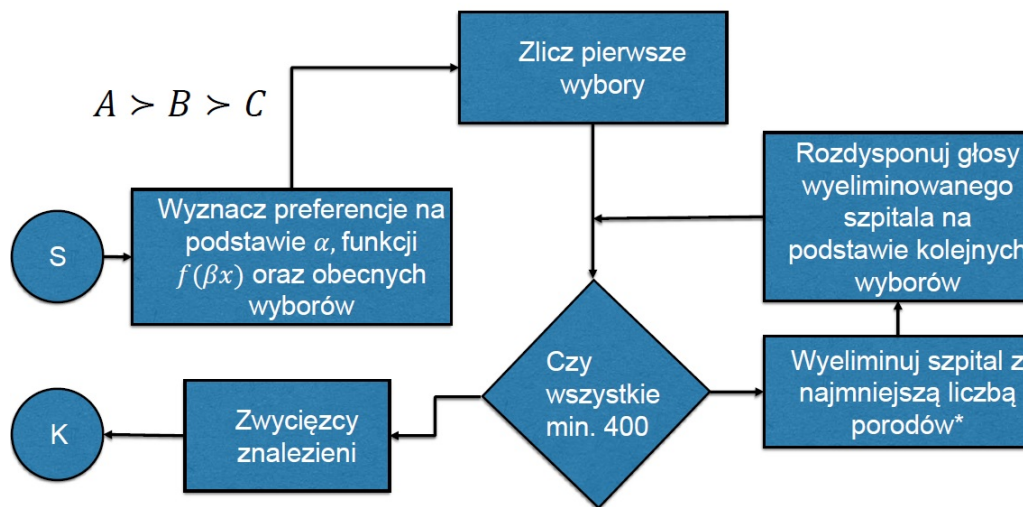 Zlicz pierwsze
wybory
A ≻ B ≻ C
S
Wyznacz preferencje na
podstawie α, funkcji
f(βx) oraz obecnych
wyborów
Rozdysponuj głosy
wyeliminowanego
szpitala na
podstawie kolejnych
wyborów
Czy
wszystkie
min. 400
Wyeliminuj szpital z
najmniejszą liczbą
porodów*
Zwycięzcy
znalezieni
K